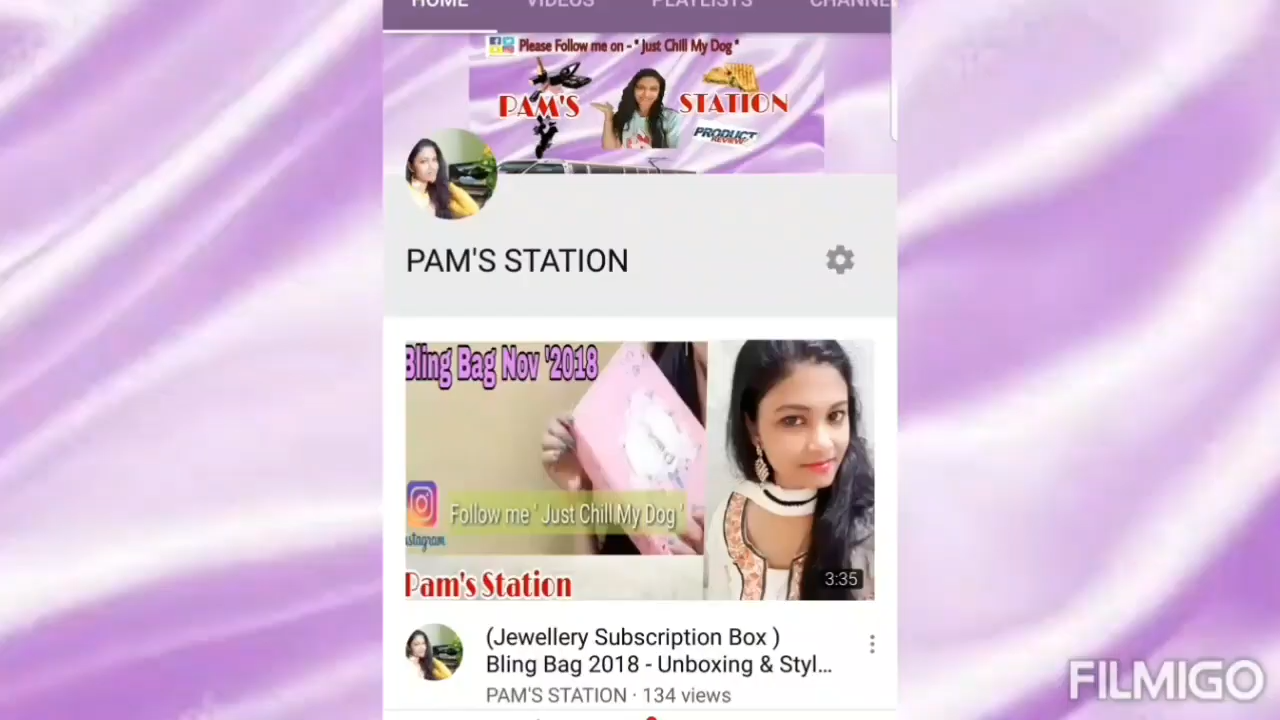 HOME VIDEOS PLAYLISTS CHANNEL
Please Follow me on - " Just Chill My Dog "
PAM'S STATION
PRODUCT
REVIEW
PAM'S STATION
Bling Bag Nov '2018
Follow me ' Just Chill My Dog '
stagram
Pam's Station
3:35
(Jewellery Subscription Box )
Bling Bag 2018 - Unboxing & Styl...
PAM'S STATION · 134 views
FILMIGO